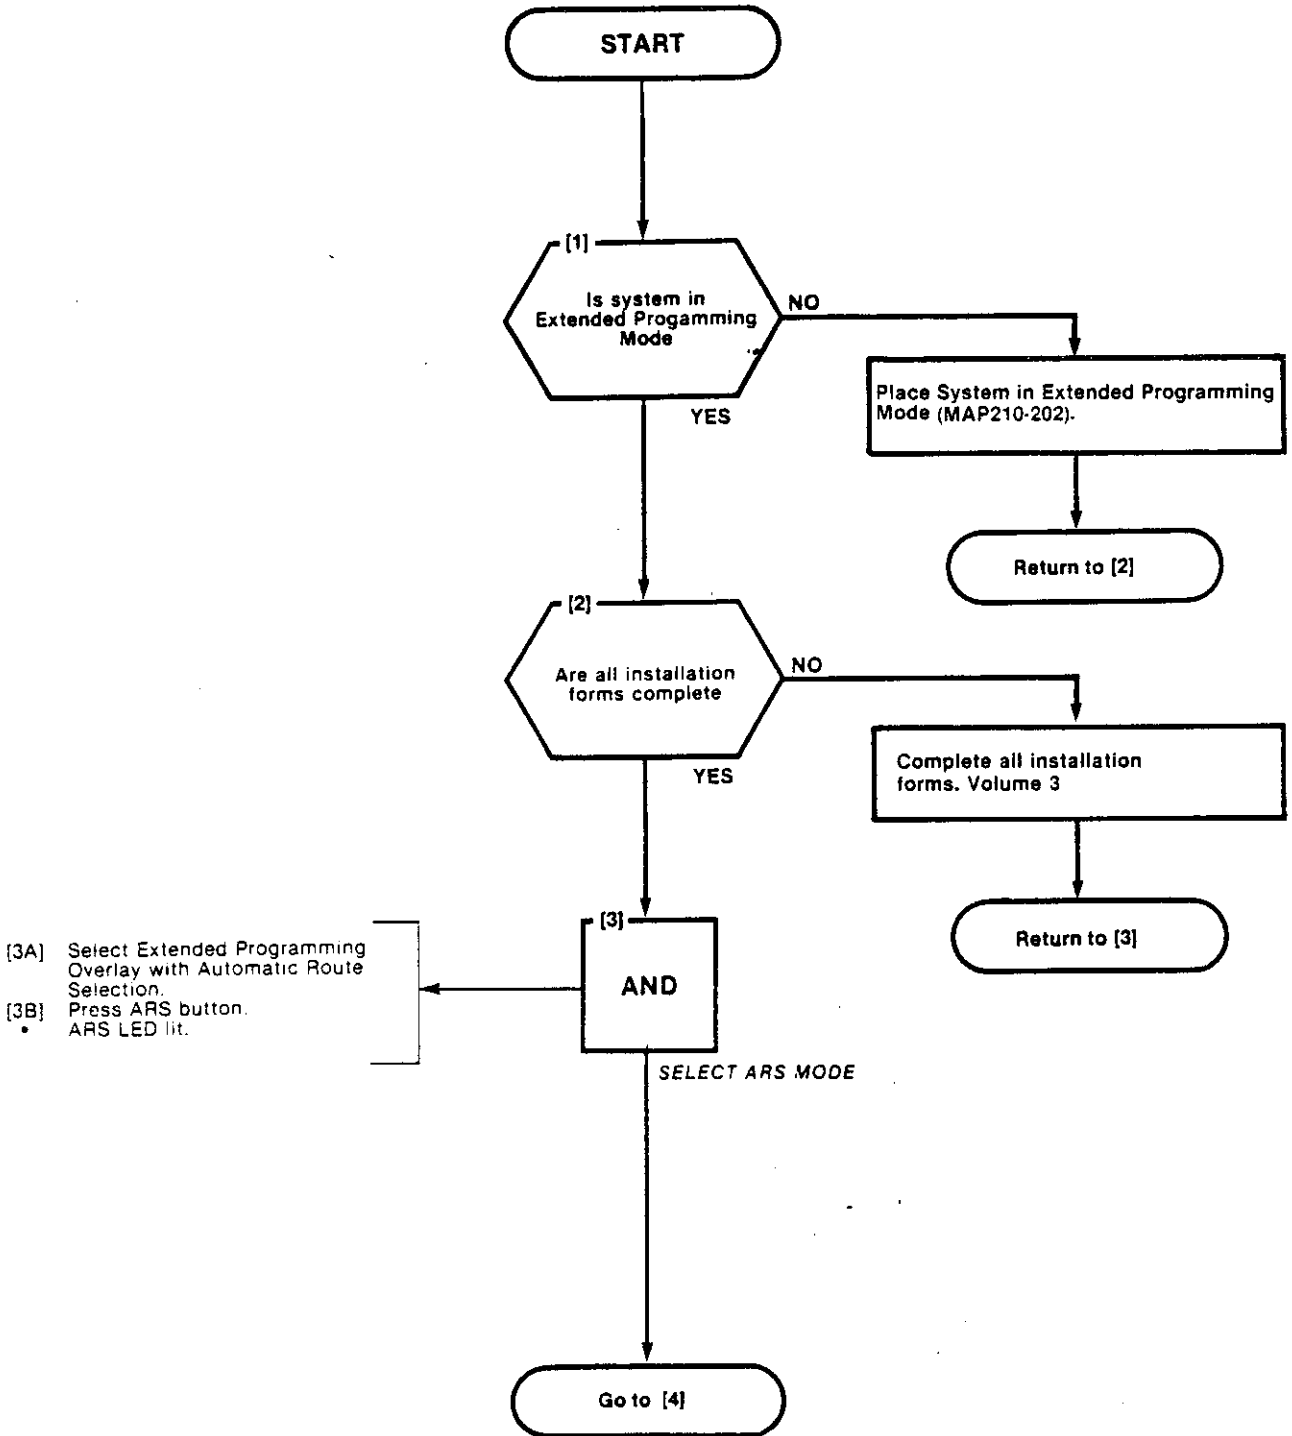 START
[1]
Is system in
Extended Progamming
Mode
NO
YES
Place System in Extended Programming
Mode (MAP210-202).
Return to [2]
[2]
Are all installation
forms complete
NO
YES
Complete all installation
forms. Volume 3
Return to [3]
[3]
AND
[3A] Select Extended Programming
Overlay with Automatic Route
Selection.
[3B] Press ARS button.
• ARS LED lit.
SELECT ARS MODE
Go to [4]